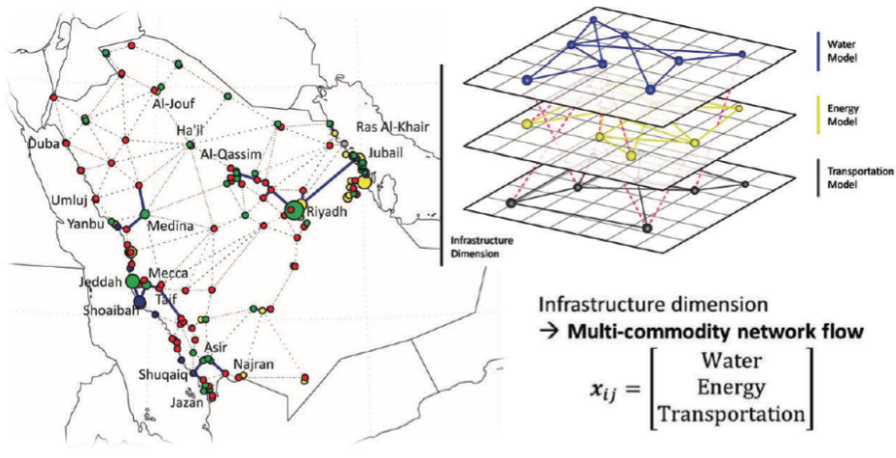 Al-Jouf
Ha'il
Al-Qassim
Ras Al-Khair
Jubail
Duba
Umluj
Yanbu
Medina
Riyadh
Mecca
Jeddah
Taif
Shoaibah
Asir
Najran
Shuqaiq
Jazan
Water
Model
Energy
Model
Transportation
Model
Infrastructure
Dimension
Infrastructure dimension
→ Multi-commodity network flow
x_ij = [Water
Energy
Transportation]